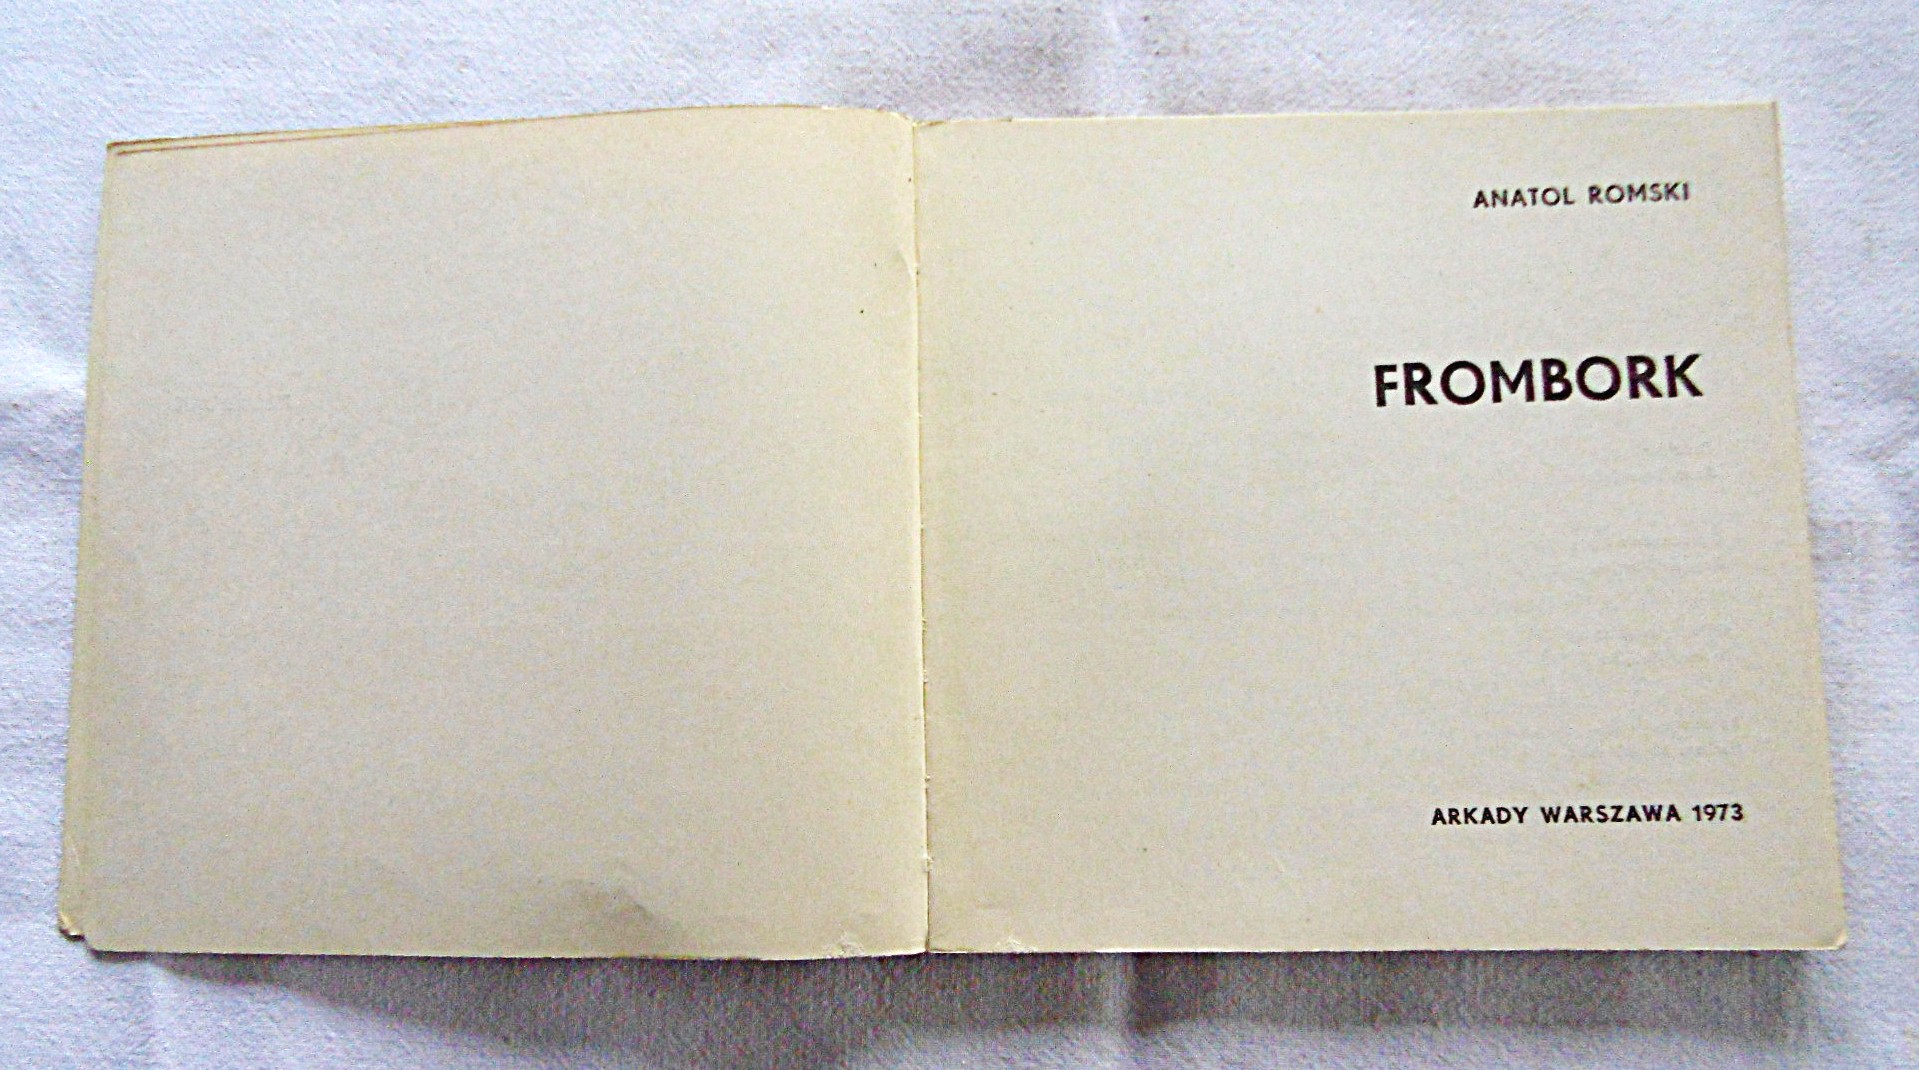 ANATOL ROMSKI
FROMBORK
ARKADY WARSZAWA 1973